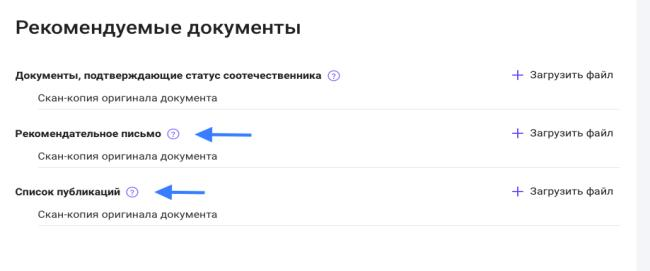 Рекомендуемые документы
Документы, подтверждающие статус соотечественника ? + Загрузить файл
Скан-копия оригинала документа
Рекомендательное письмо ? + Загрузить файл
Скан-копия оригинала документа
Список публикаций ? + Загрузить файл
Скан-копия оригинала документа